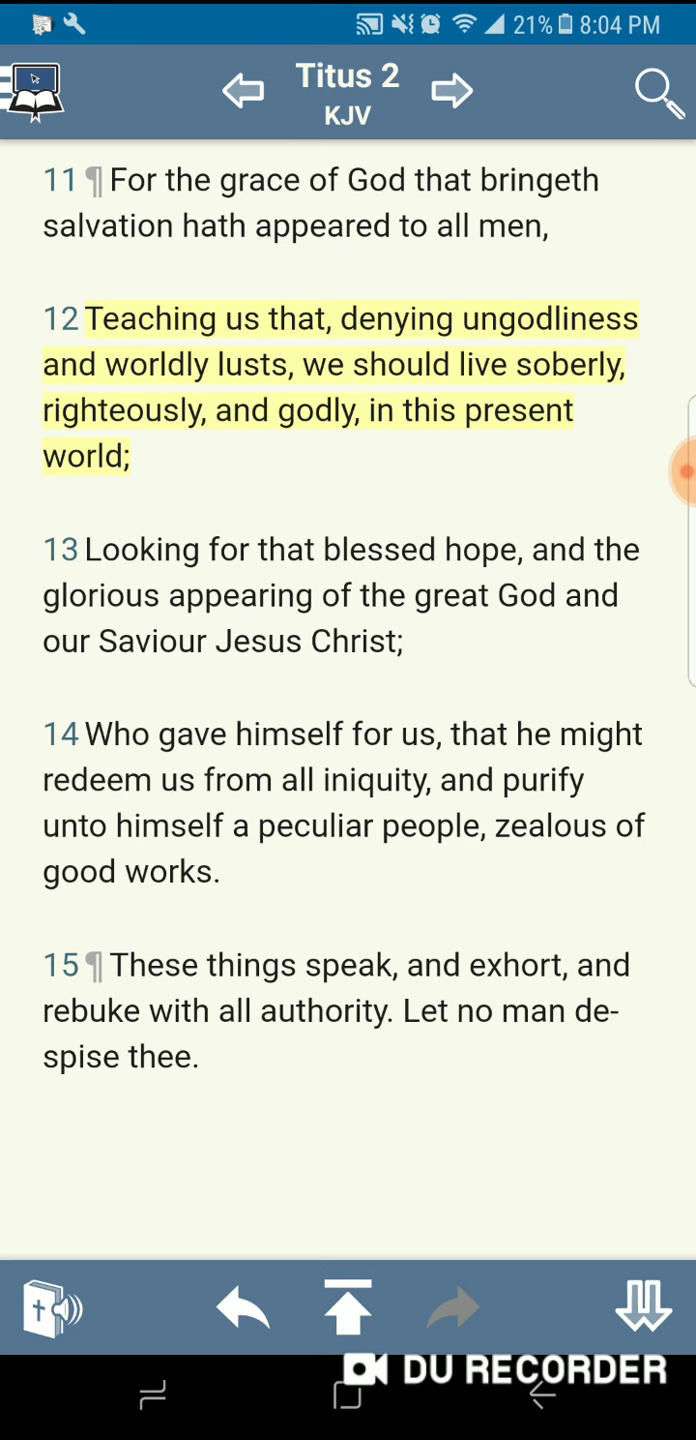 21% 8:04 PM
Titus 2
KJV
11 ¶ For the grace of God that bringeth
salvation hath appeared to all men,
12 Teaching us that, denying ungodliness
and worldly lusts, we should live soberly,
righteously, and godly, in this present
world;
13 Looking for that blessed hope, and the
glorious appearing of the great God and
our Saviour Jesus Christ;
14 Who gave himself for us, that he might
redeem us from all iniquity, and purify
unto himself a peculiar people, zealous of
good works.
15 ¶ These things speak, and exhort, and
rebuke with all authority. Let no man de-
spise thee.
DU RECORDER